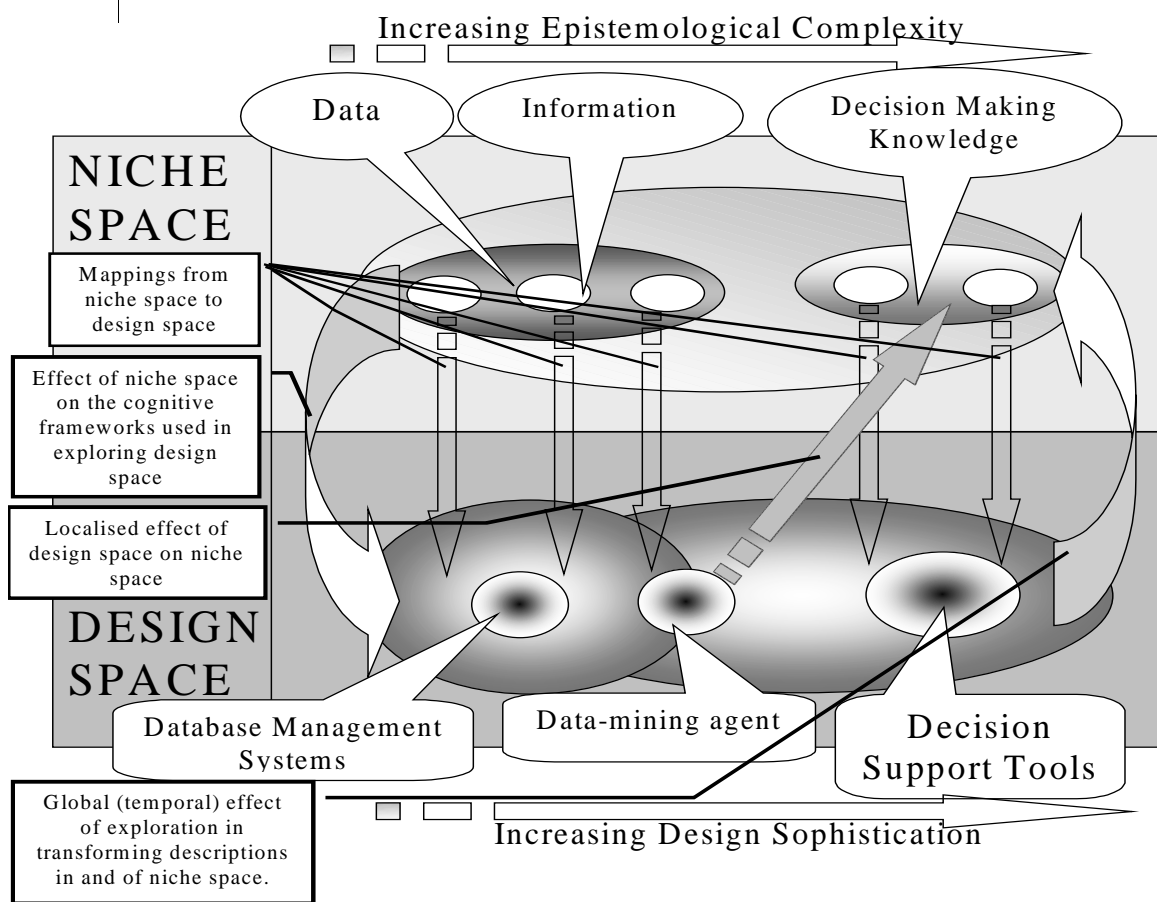 Increasing Epistemological Complexity
Data
Information
Decision Making
Knowledge
NICHE
SPACE
Mappings from
niche space to
design space
Effect of niche space
on the cognitive
frameworks used in
exploring design
space
Localised effect of
design space on niche
space
DESIGN
SPACE
Database Management
Systems
Data-mining agent
Decision
Support Tools
Global (temporal) effect
of exploration in
transforming descriptions
in and of niche space.
Increasing Design Sophistication